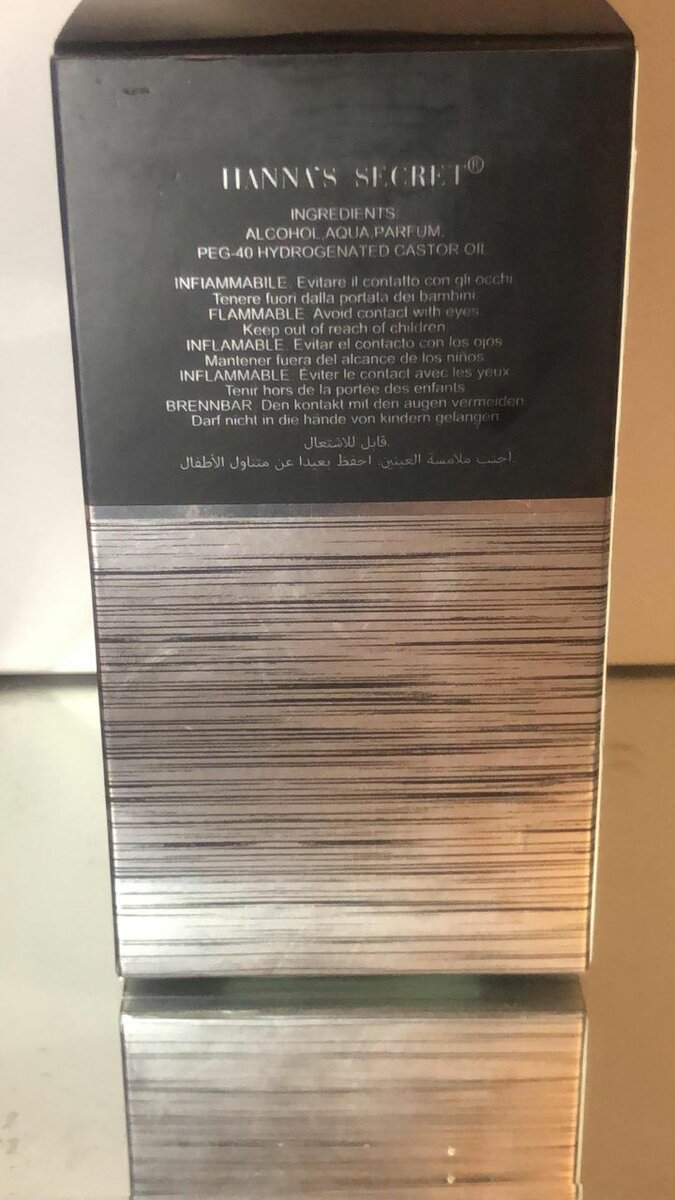 HANNA'S SECRET®
INGREDIENTS:
ALCOHOL,AQUA,PARFUM,
PEG-40 HYDROGENATED CASTOR OIL
INFIAMMABILE. Evitare il contatto con gli occhi.
Tenere fuori dalla portata dei bambini.
FLAMMABLE. Avoid contact with eyes.
Keep out of reach of children.
INFLAMABLE. Evitar el contacto con los ojos.
Mantener fuera del alcance de los niños.
INFLAMMABLE. Eviter le contact avec les yeux.
Tenir hors de la portée des enfants.
BRENNBAR. Den kontakt mit den augen vermeiden.
Darf nicht in die hände von kindern gelangen.
قابل للاشتعال.
اجتنب ملامسة العينين. احفظ بعيدا عن متناول الأطفال